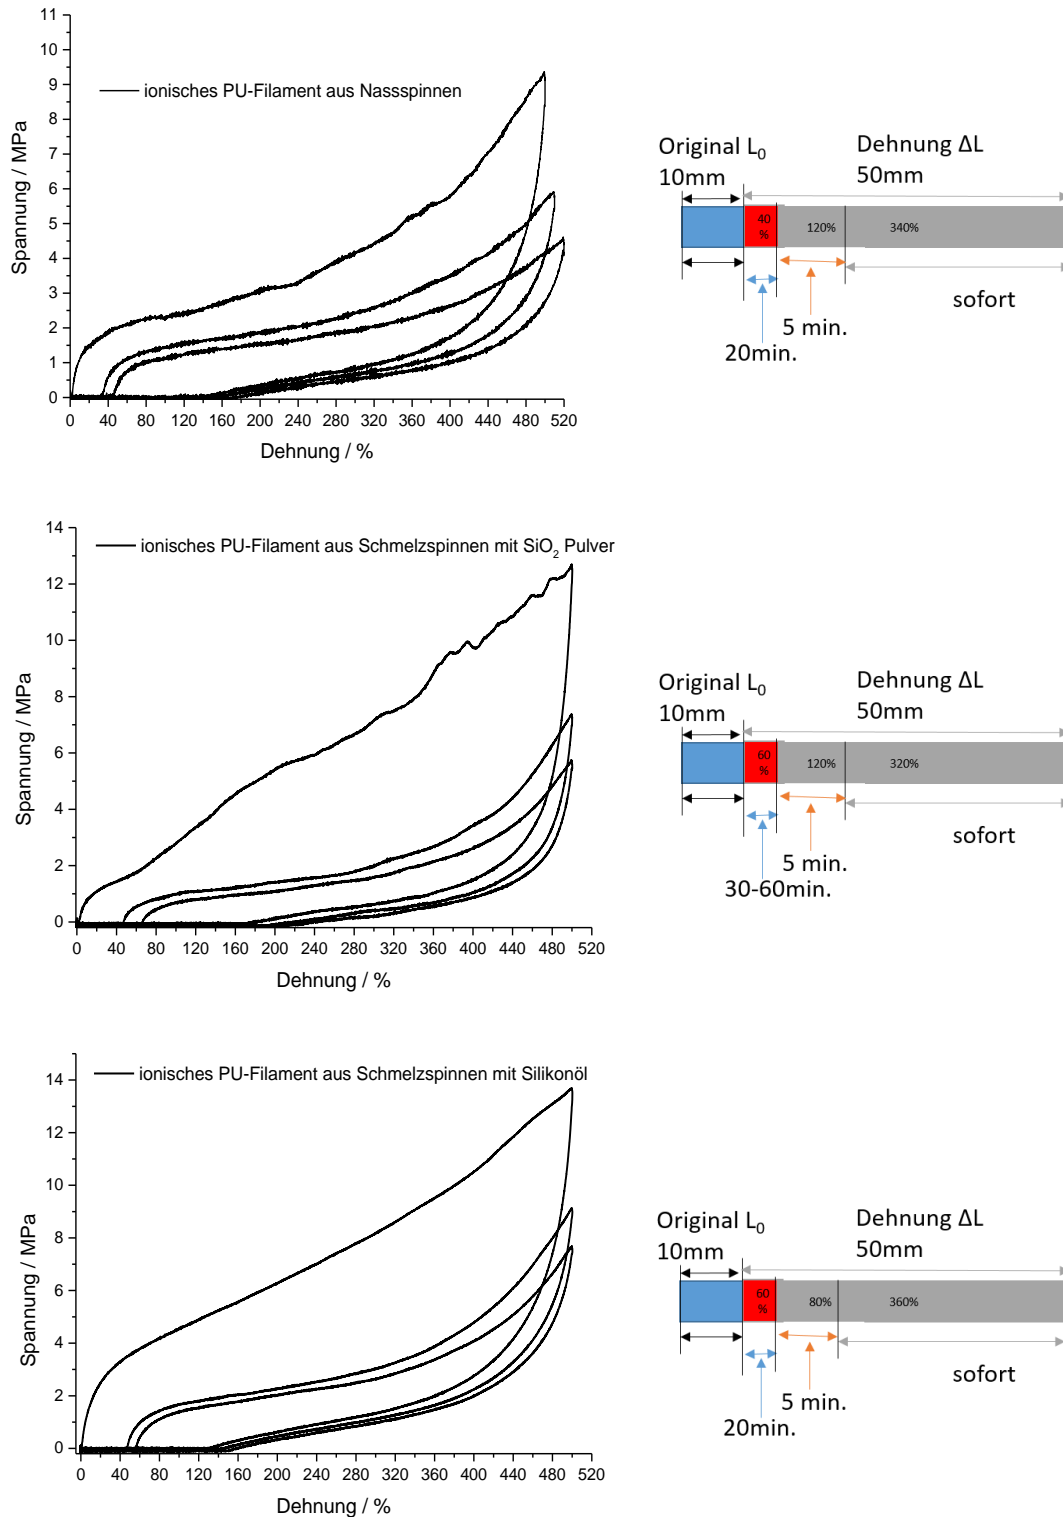 11
10
9
8
7
6
5
4
3
2
1
0
Spannung / MPa
ionisches PU-Filament aus Nassspinnen
0 40 80 120 160 200 240 280 320 360 400 440 480 520
Dehnung / %
Original L₀
10mm
Dehnung ΔL
50mm
40
%
120%
340%
sofort
5 min.
20min.
14
12
10
8
6
4
2
0
Spannung / MPa
ionisches PU-Filament aus Schmelzspinnen mit SiO₂ Pulver
0 40 80 120 160 200 240 280 320 360 400 440 480 520
Dehnung / %
Original L₀
10mm
Dehnung ΔL
50mm
60
%
120%
320%
sofort
5 min.
30-60min.
14
12
10
8
6
4
2
0
Spannung / MPa
ionisches PU-Filament aus Schmelzspinnen mit Silikonöl
0 40 80 120 160 200 240 280 320 360 400 440 480 520
Dehnung / %
Original L₀
10mm
Dehnung ΔL
50mm
60
%
80%
360%
sofort
5 min.
20min.